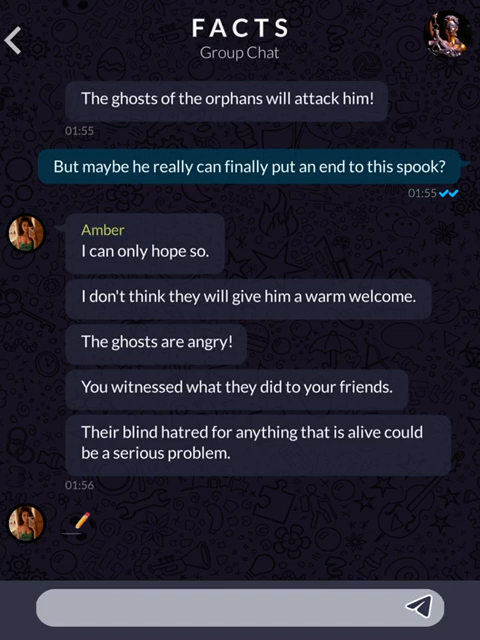 FACTS
Group Chat
The ghosts of the orphans will attack him!
01:55
But maybe he really can finally put an end to this spook?
01:55
Amber
I can only hope so.
I don't think they will give him a warm welcome.
The ghosts are angry!
You witnessed what they did to your friends.
Their blind hatred for anything that is alive could
be a serious problem.
01:56